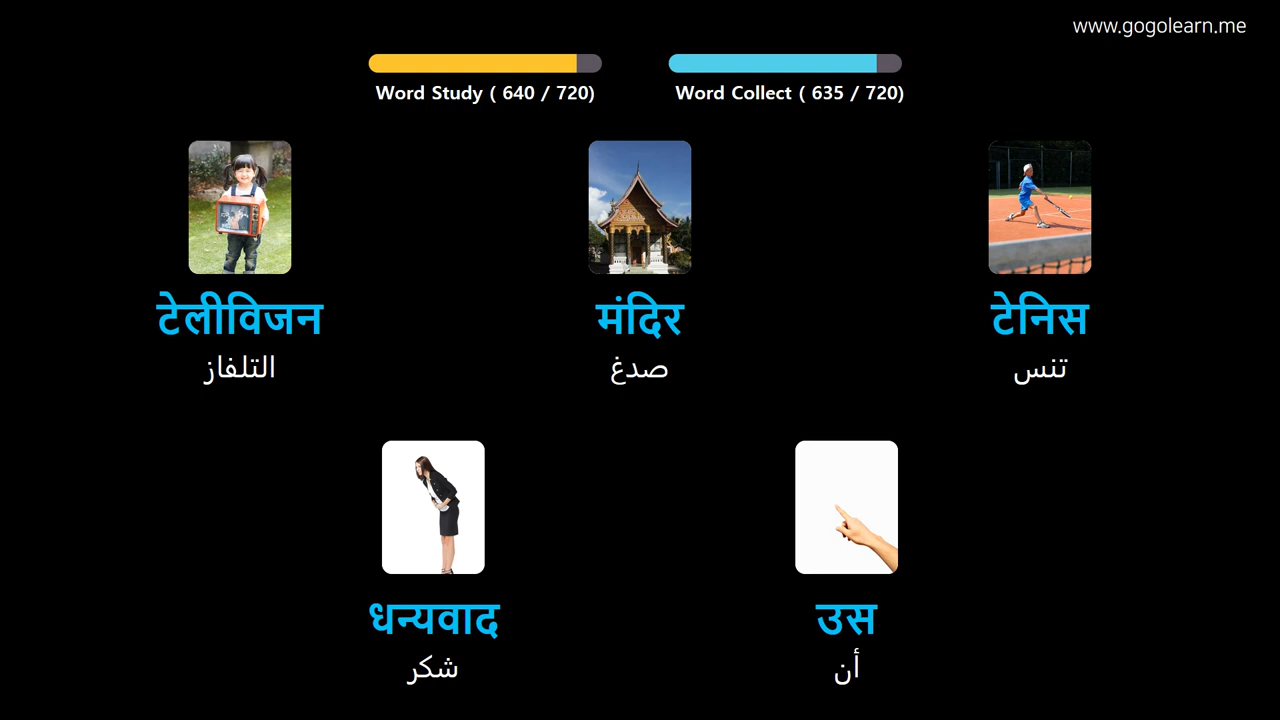 www.gogolearn.me
Word Study ( 640 / 720)
Word Collect ( 635 / 720)
टेलीविजन
التلفاز
मंदिर
صدغ
टेनिस
تنس
धन्यवाद
شكر
उस
أن